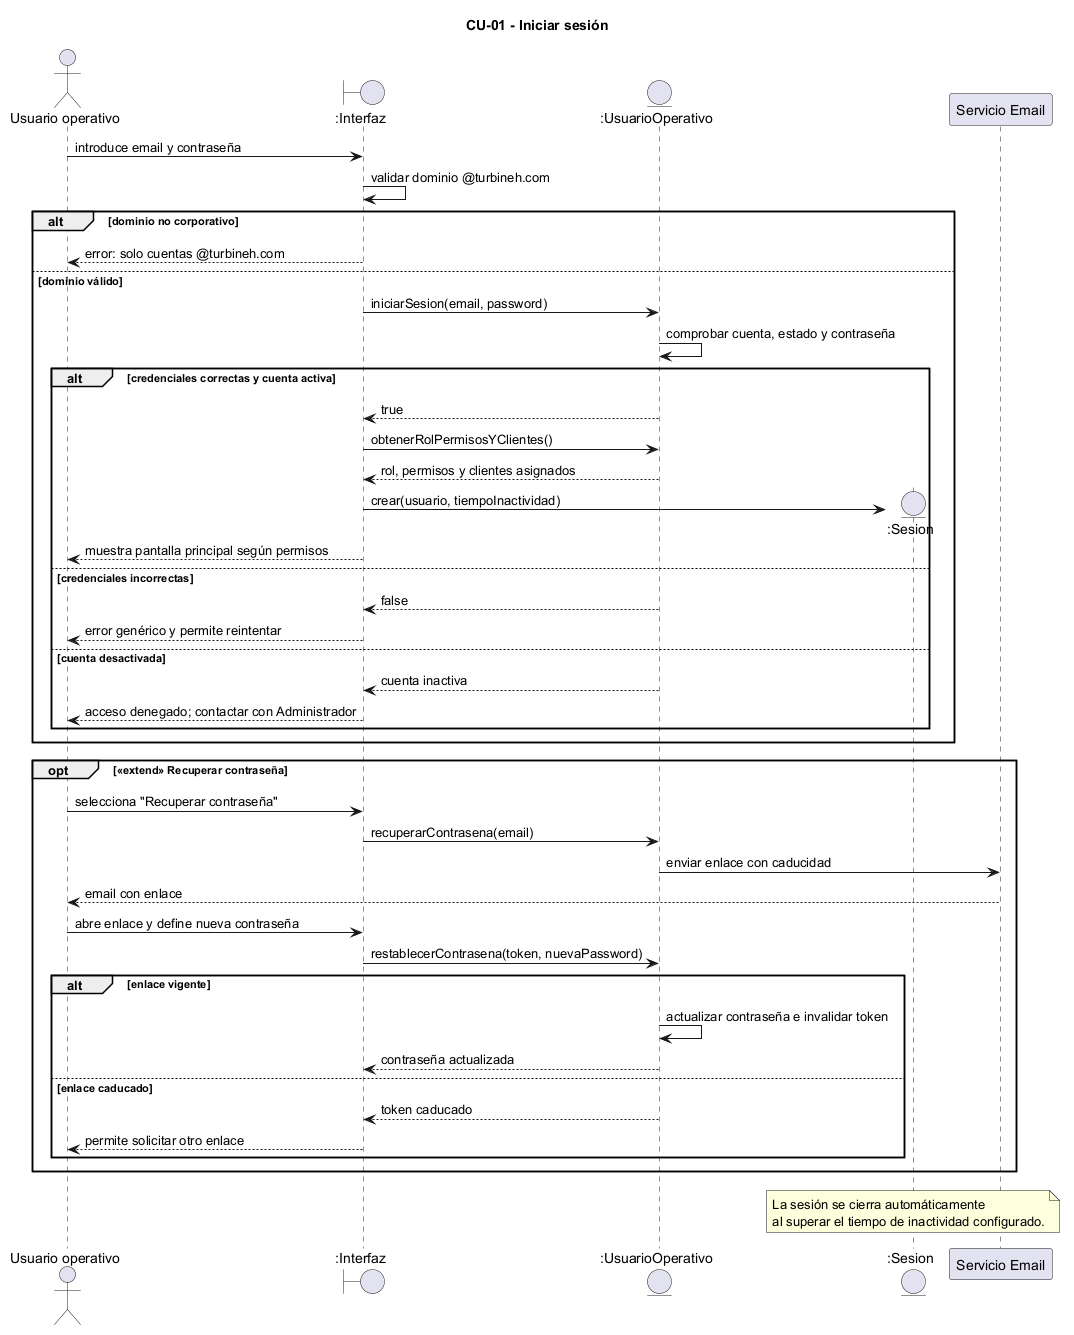 CU-01 - Iniciar sesión
Usuario operativo
:Interfaz
:UsuarioOperativo
Servicio Email
introduce email y contraseña
validar dominio @turbineh.com
alt
[dominio no corporativo]
error: solo cuentas @turbineh.com
[dominio válido]
iniciarSesion(email, password)
comprobar cuenta, estado y contraseña
alt
[credenciales correctas y cuenta activa]
true
obtenerRolPermisosYClientes()
rol, permisos y clientes asignados
crear(usuario, tiempoInactividad)
:Sesion
muestra pantalla principal según permisos
[credenciales incorrectas]
false
error genérico y permite reintentar
[cuenta desactivada]
cuenta inactiva
acceso denegado; contactar con Administrador
opt
[«extend» Recuperar contraseña]
selecciona "Recuperar contraseña"
recuperarContrasena(email)
enviar enlace con caducidad
email con enlace
abre enlace y define nueva contraseña
restablecerContrasena(token, nuevaPassword)
alt
[enlace vigente]
actualizar contraseña e invalidar token
contraseña actualizada
[enlace caducado]
token caducado
permite solicitar otro enlace
La sesión se cierra automáticamente
al superar el tiempo de inactividad configurado.
Usuario operativo
:Interfaz
:UsuarioOperativo
:Sesion
Servicio Email